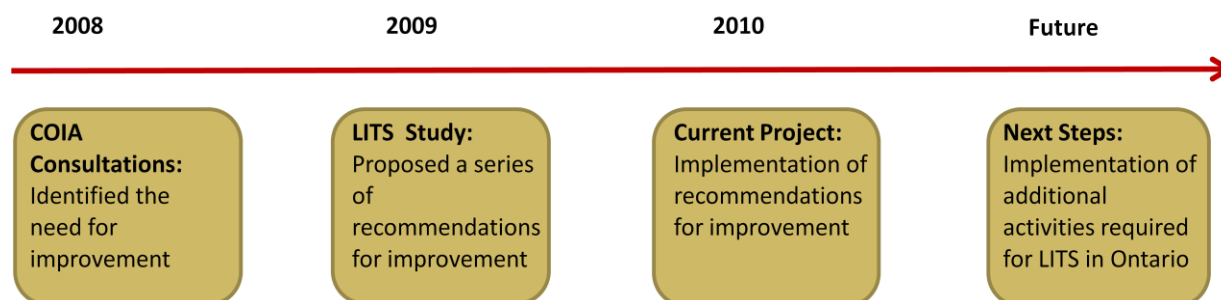 2008
2009
2010
Future
COIA
Consultations:
Identified the
need for
improvement
LITS Study:
Proposed a series
of
recommendations
for improvement
Current Project:
Implementation of
recommendations
for improvement
Next Steps:
Implementation of
additional
activities required
for LITS in Ontario